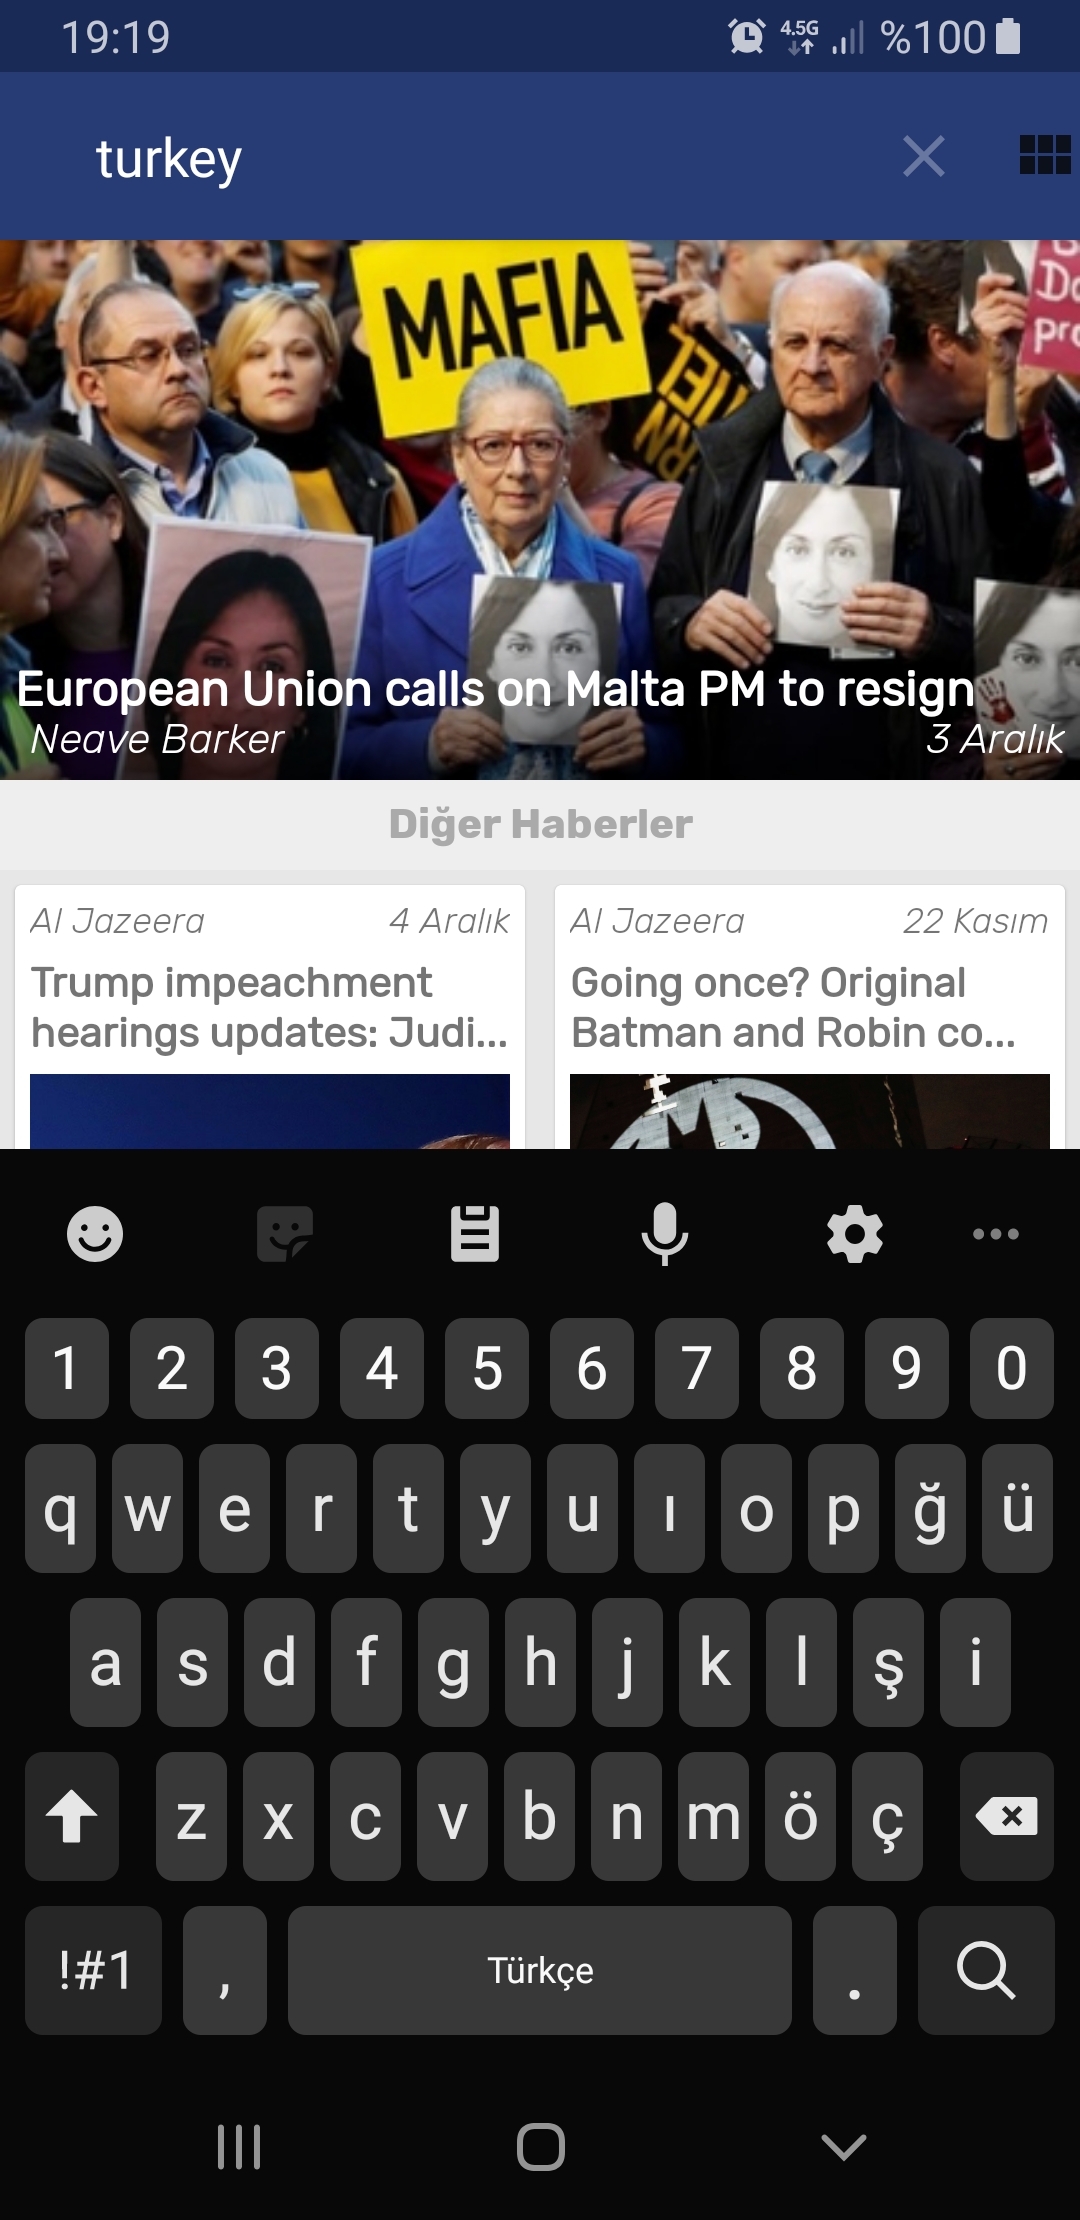 19:19
4.5G
%100
turkey
MAFIA
Do
European Union calls on Malta PM to resign
Neave Barker
3 Aralık
Diğer Haberler
Al Jazeera
4 Aralık
Trump impeachment
hearings updates: Judi...
Al Jazeera
22 Kasım
Going once? Original
Batman and Robin co...
1 2 3 4 5 6 7 8 9 0
q w e r t y u ı o p ğ ü
a s d f g h j k l ş i
z x c v b n m ö ç
!#1 , Türkçe .